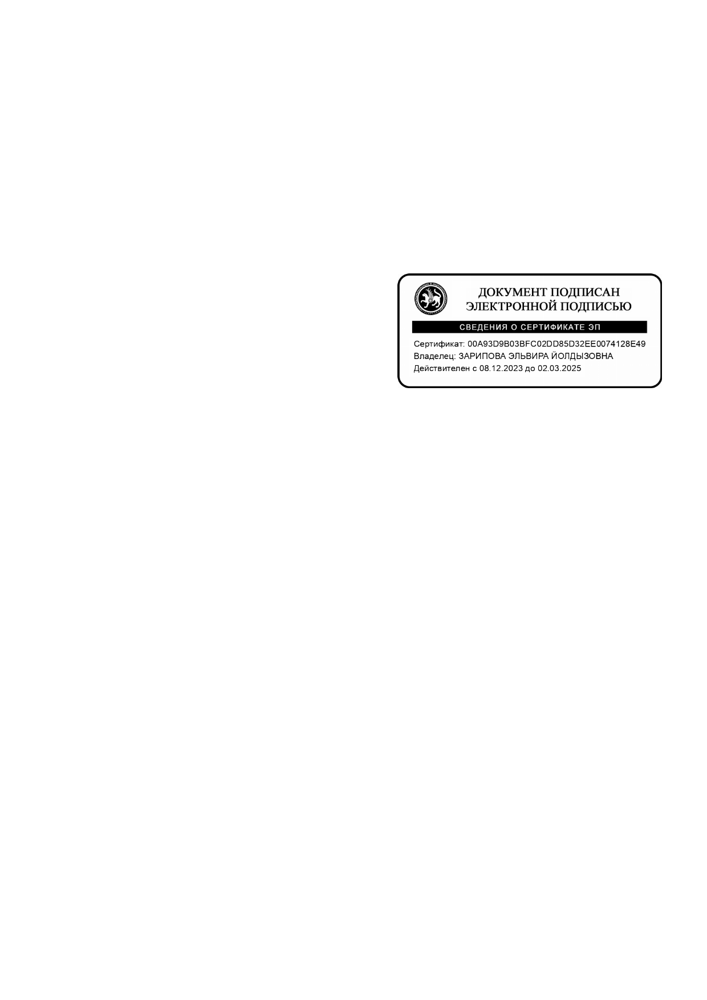 ДОКУМЕНТ ПОДПИСАН
ЭЛЕКТРОННОЙ ПОДПИСЬЮ
СВЕДЕНИЯ О СЕРТИФИКАТЕ ЭП
Сертификат: 00A93D9B03BFC02DD85D32EE0074128E49
Владелец: ЗАРИПОВА ЭЛЬВИРА ЙОЛДЫЗОВНА
Действителен с 08.12.2023 до 02.03.2025